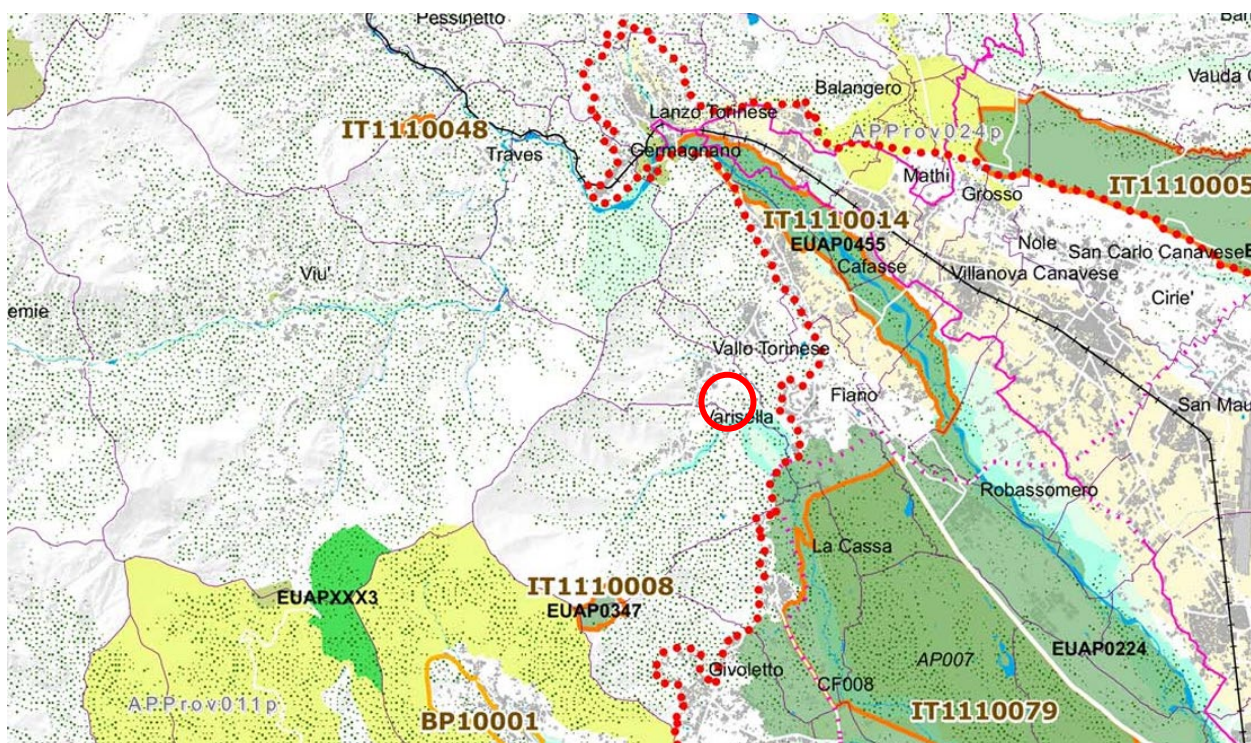 Pessinetto
Balangero
Vauda
Lanzo Torinese
IT1110048
APProv024p
Traves
Germagnano
Mathi
Grosso
IT1110005
IT1110014
EUAP0455
Nole
San Carlo Canavese
Cafasse
Villanova Canavese
Viu'
Cirie'
emie
Vallo Torinese
Fiano
San Mau
Varisella
Robassomero
La Cassa
IT1110008
EUAPXXX3
EUAP0347
EUAP0224
AP007
Givoletto
CF008
APProv011p
BP10001
IT1110079